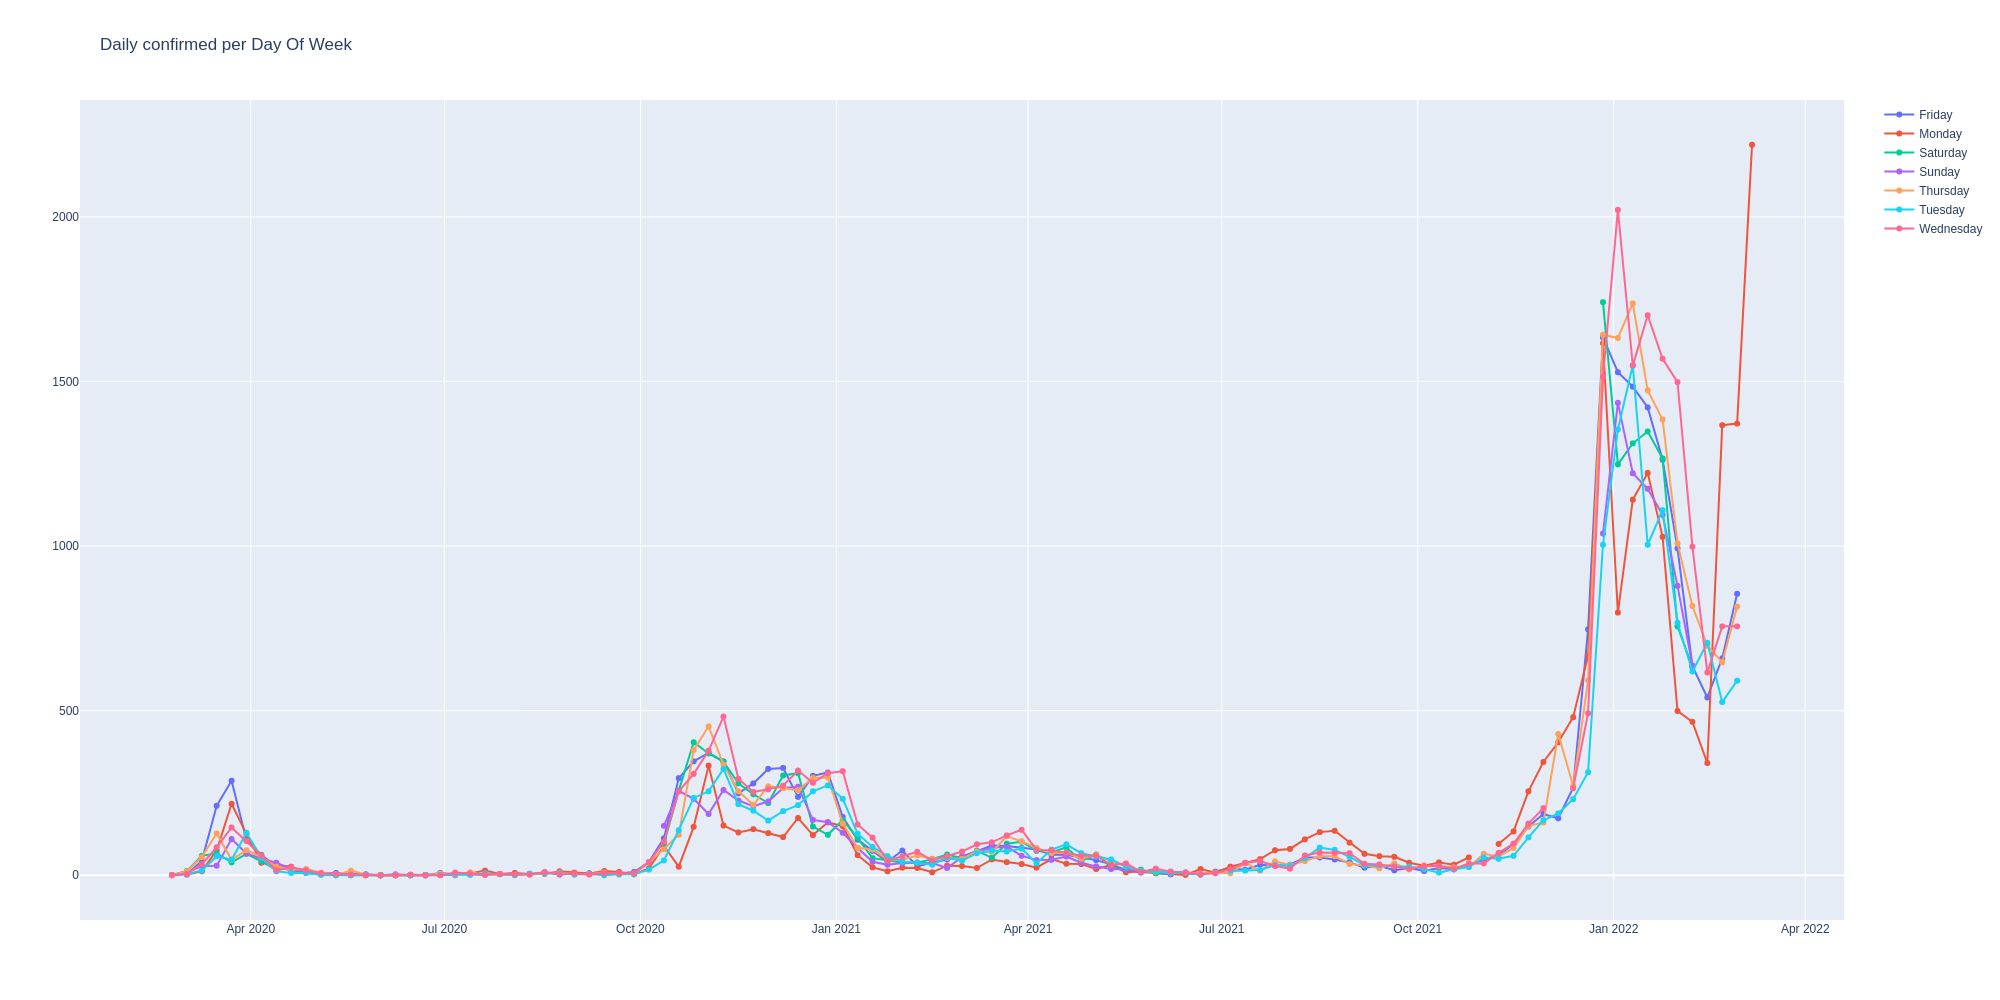 Daily confirmed per Day Of Week
Friday
Monday
Saturday
Sunday
Thursday
Tuesday
Wednesday
2000
1500
1000
500
0
Apr 2020
Jul 2020
Oct 2020
Jan 2021
Apr 2021
Jul 2021
Oct 2021
Jan 2022
Apr 2022